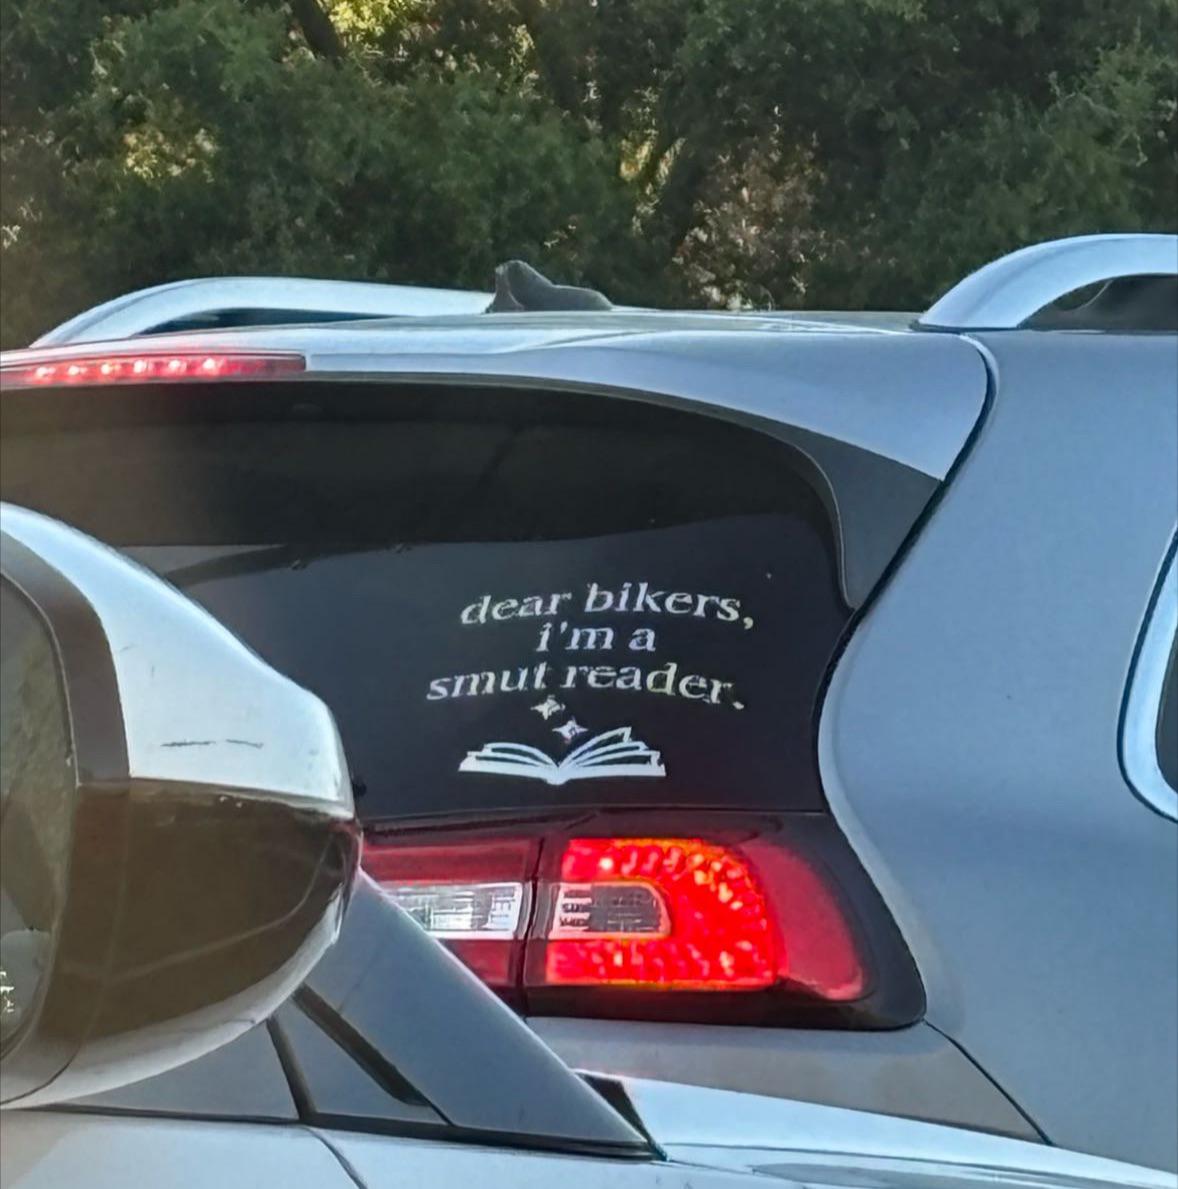 dear bikers,
i'm a
smut reader.